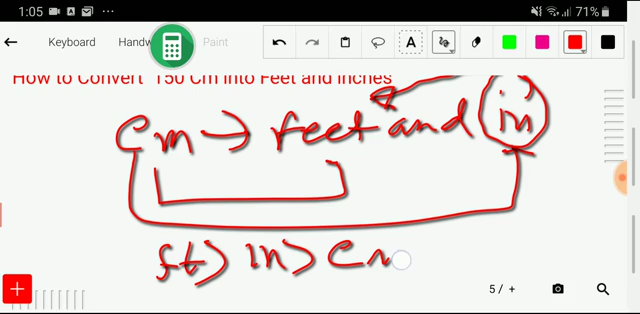 1:05 71%
Keyboard Handw Paint A
How to Convert 150 Cm into Feet and inches
Cm → feet and in
ft > in > Cm
5 / +